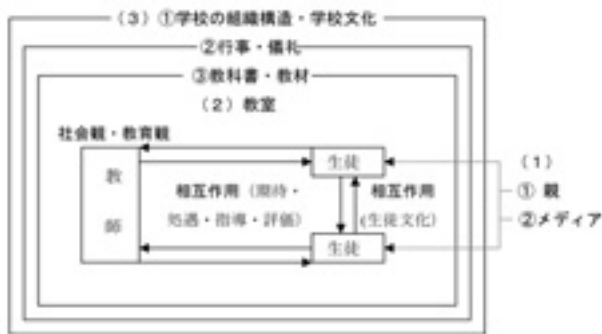 (３) ①学校の組織構造・学校文化
②行事・儀礼
③教科書・教材
(２) 教室
社会観・教育観
教師
生徒
相互作用 (期待・
処遇・指導・評価)
相互作用
(生徒文化)
生徒
(１)
① 親
②メディア